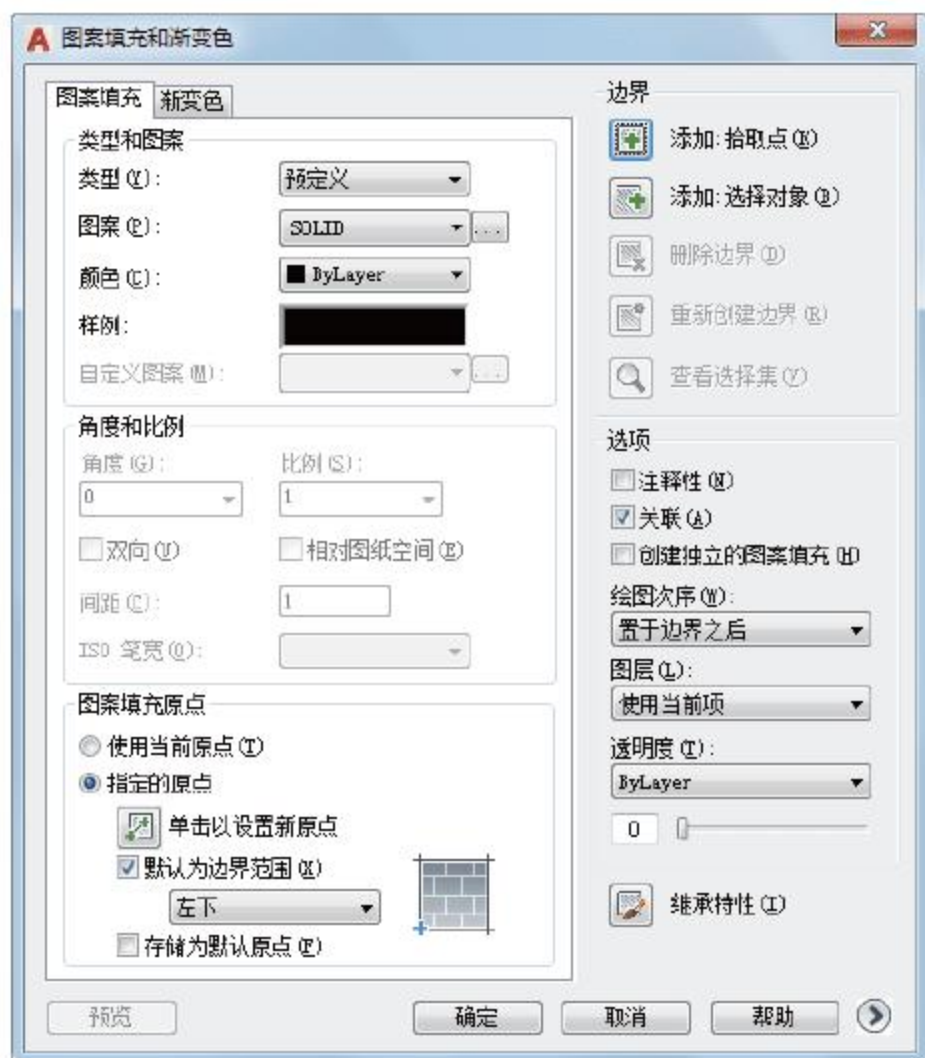 图案填充和渐变色
图案填充 渐变色
类型和图案
类型(Y):
预定义
图案(P):
SOLID
...
颜色(C):
ByLayer
样例:
自定义图案(M):
...
角度和比例
角度(G):
比例(S):
0
1
双向(U)
相对图纸空间(E)
间距(C):
1
ISO 笔宽(O):
图案填充原点
使用当前原点(T)
指定的原点
单击以设置新原点
默认为边界范围(X)
左下
存储为默认原点(F)
边界
添加:拾取点(K)
添加:选择对象(B)
删除边界(D)
重新创建边界(R)
查看选择集(V)
选项
注释性(N)
关联(A)
创建独立的图案填充(H)
绘图次序(W):
置于边界之后
图层(L):
使用当前项
透明度(T):
ByLayer
0
继承特性(I)
预览
确定
取消
帮助